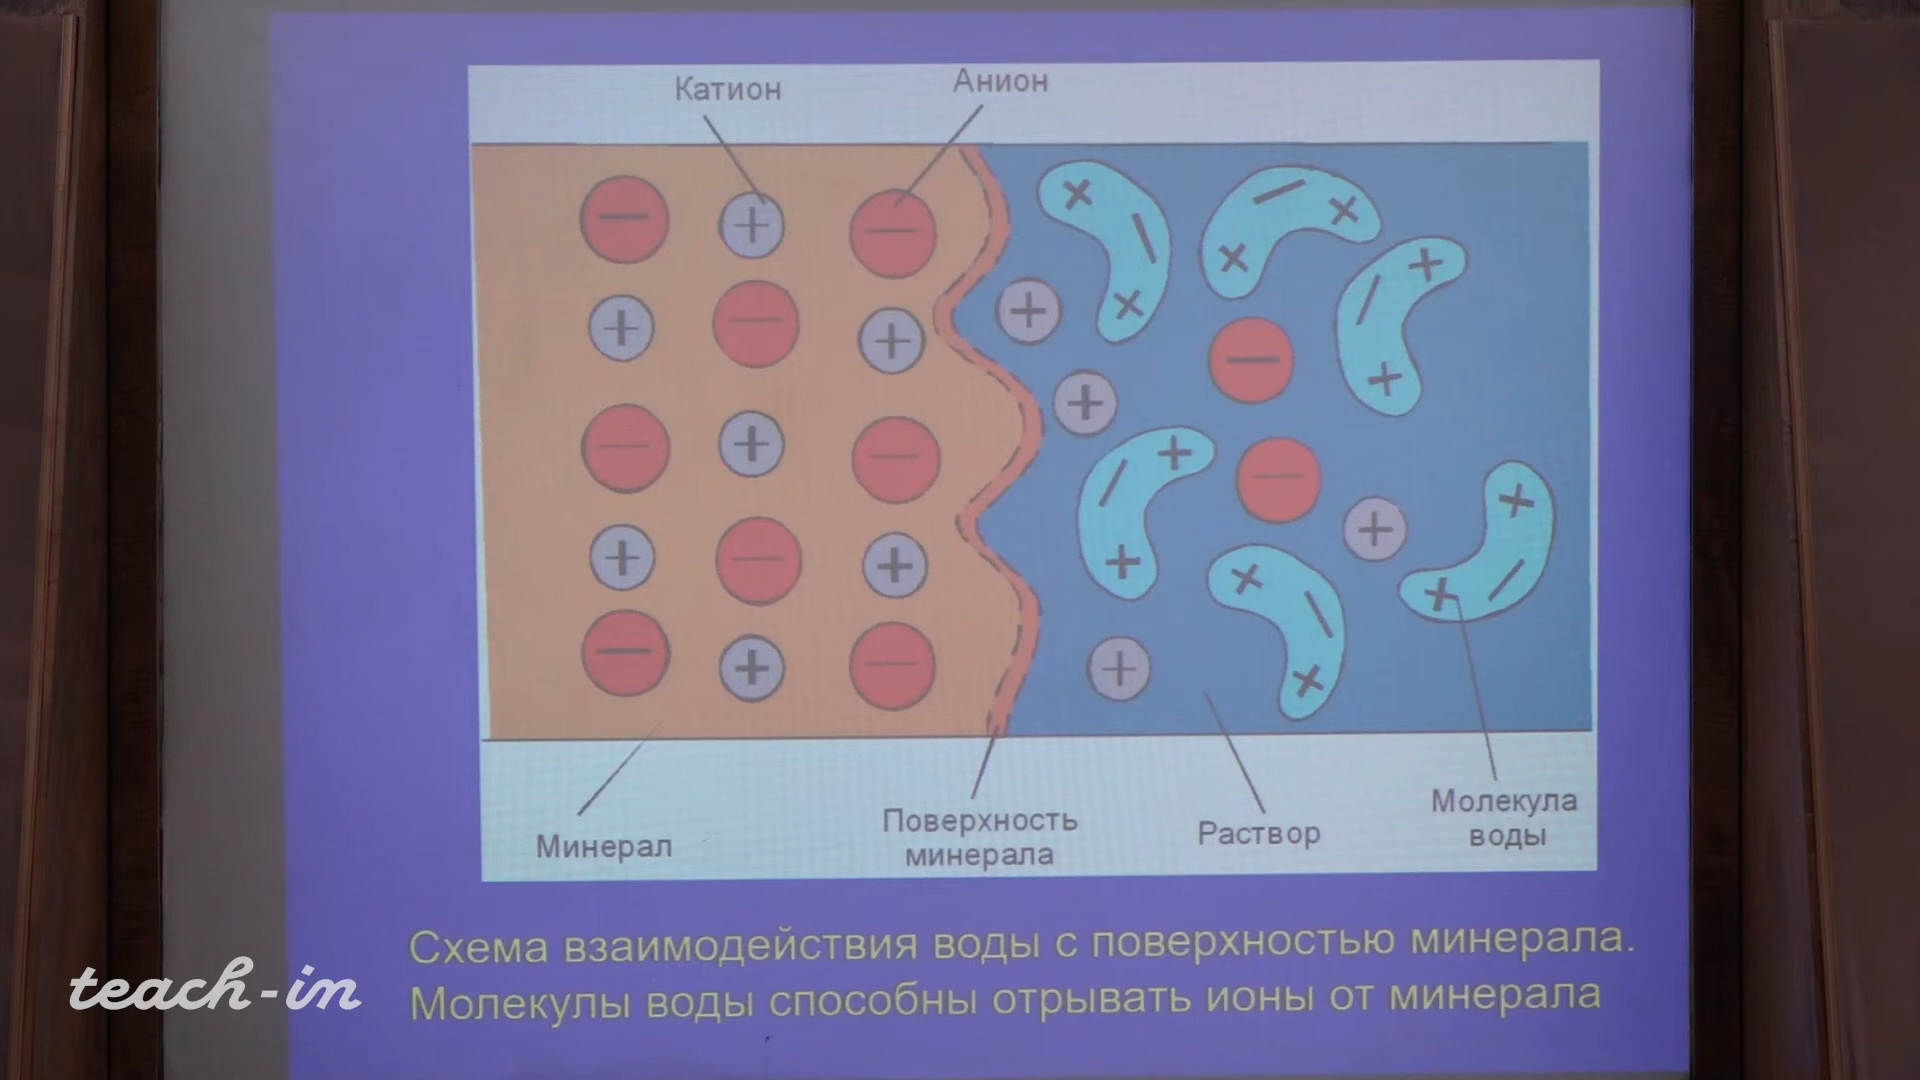 Катион
Анион
Минерал
Поверхность
минерала
Раствор
Молекула
воды
Схема взаимодействия воды с поверхностью минерала.
Молекулы воды способны отрывать ионы от минерала
teach-in